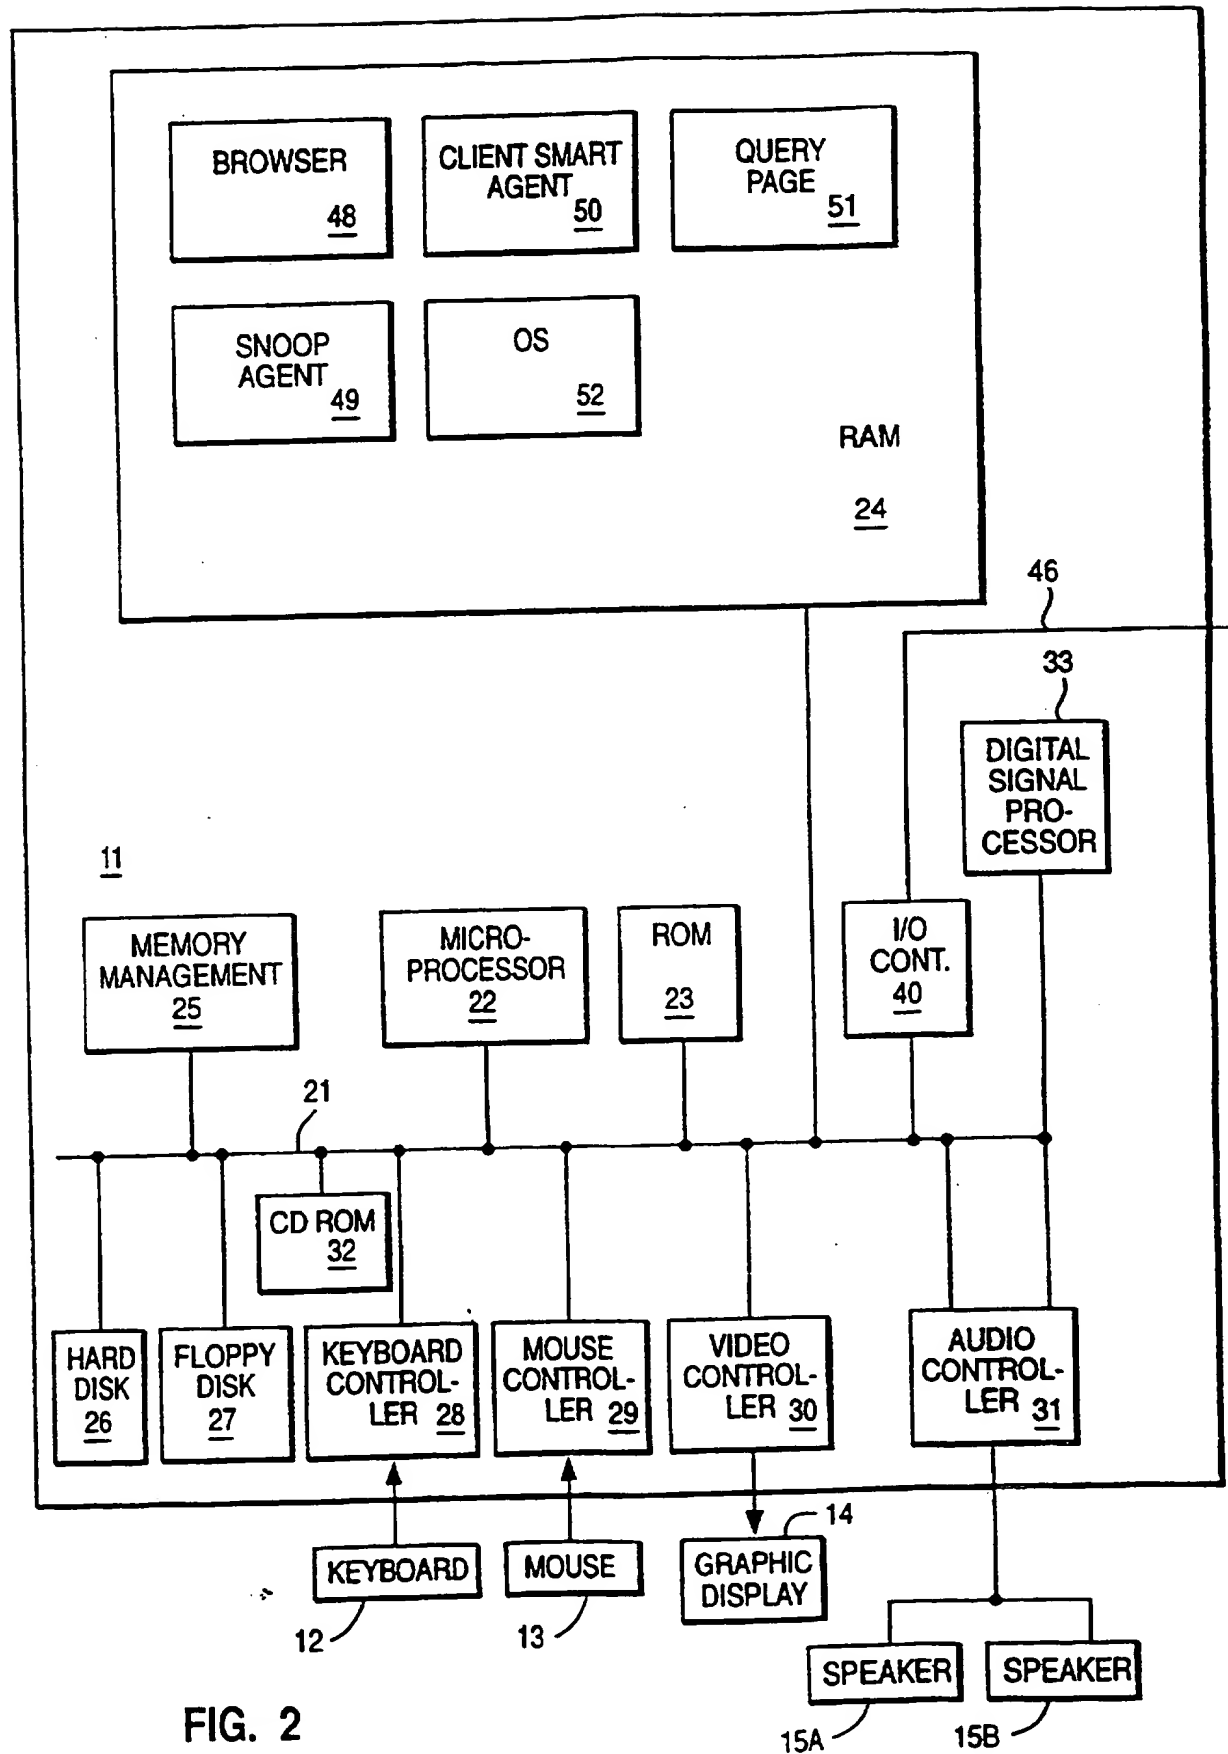 BROWSER
48
CLIENT SMART
AGENT
50
QUERY
PAGE
51
SNOOP
AGENT
49
OS
52
RAM
24
46
33
DIGITAL
SIGNAL
PRO-
CESSOR
11
MEMORY
MANAGEMENT
25
MICRO-
PROCESSOR
22
ROM
23
I/O
CONT.
40
21
CD ROM
32
HARD
DISK
26
FLOPPY
DISK
27
KEYBOARD
CONTROL-
LER 28
MOUSE
CONTROL-
LER 29
VIDEO
CONTROL-
LER 30
AUDIO
CONTROL-
LER 31
KEYBOARD
12
MOUSE
13
14
GRAPHIC
DISPLAY
SPEAKER
15A
SPEAKER
15B
FIG. 2